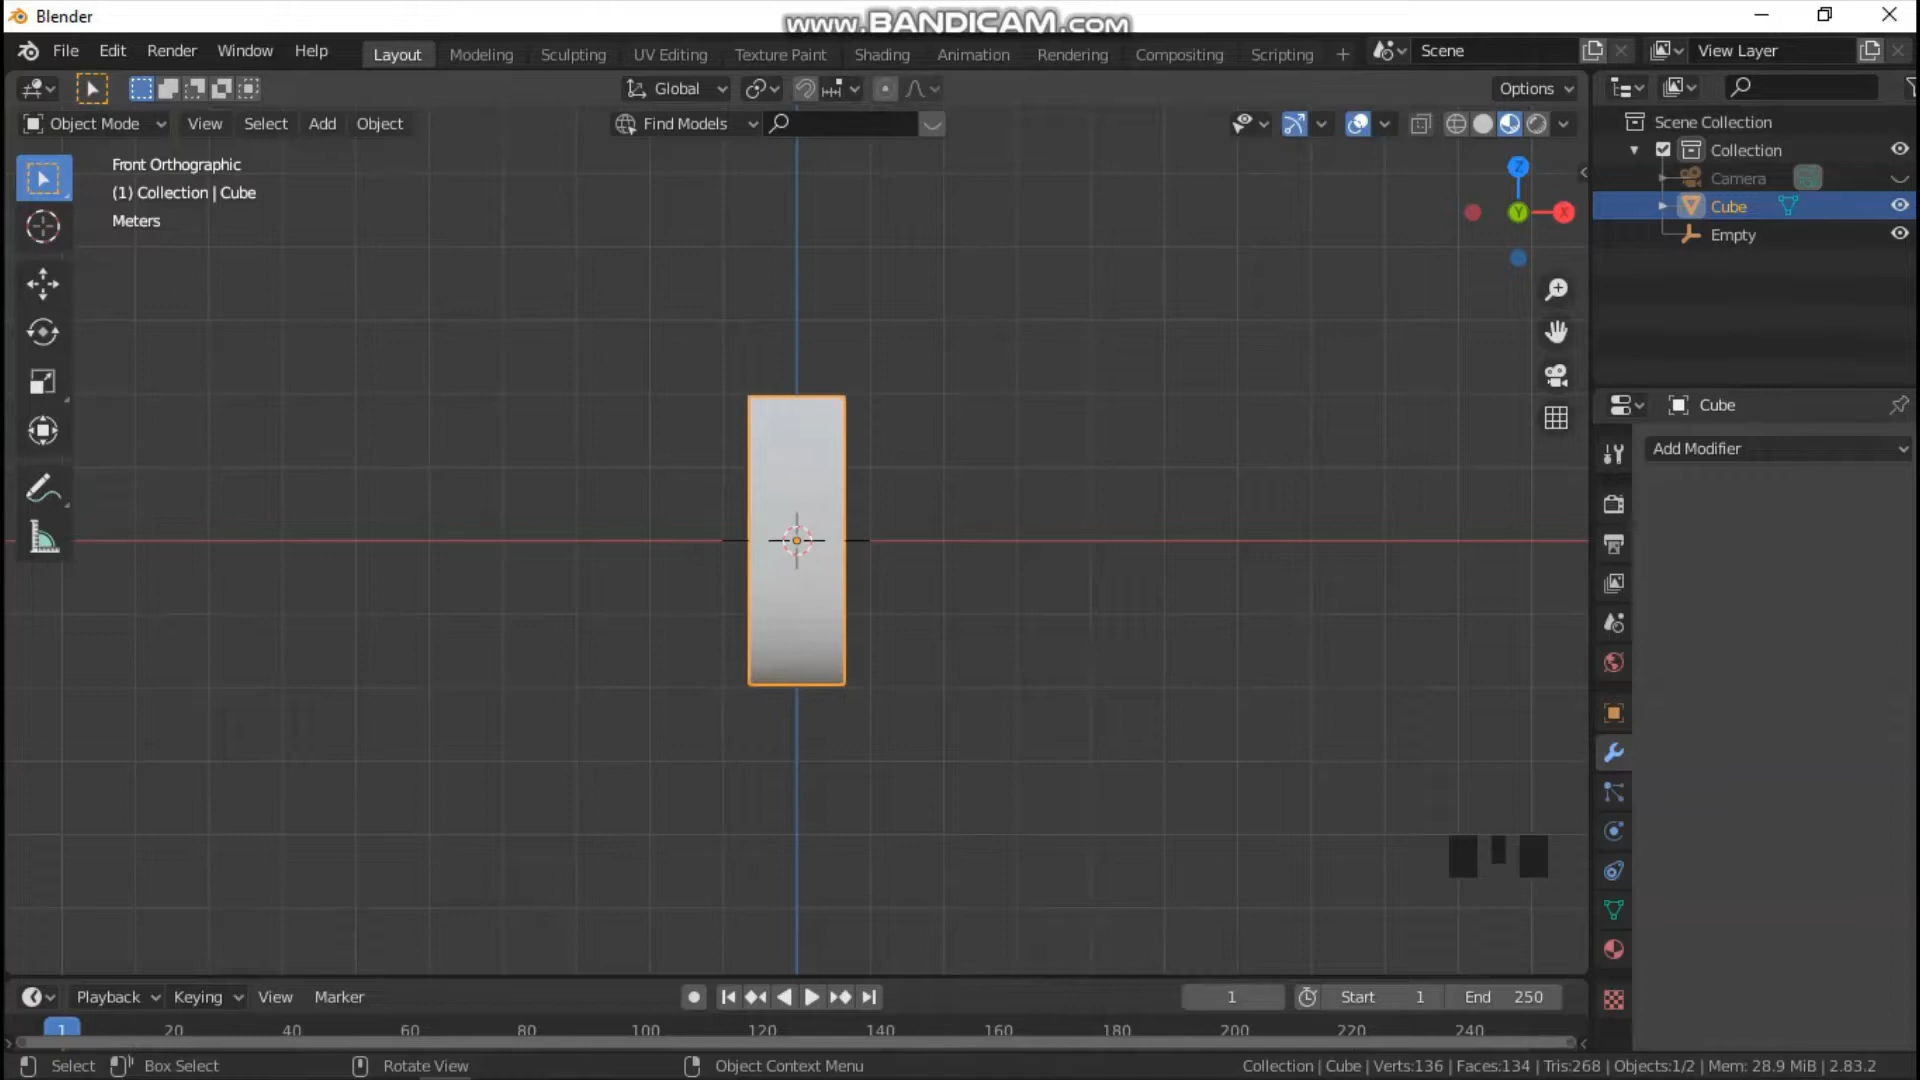 Blender
www.BANDICAM.com
File Edit Render Window Help
Layout Modeling Sculpting UV Editing Texture Paint Shading Animation Rendering Compositing Scripting +
Scene
View Layer
Global
Options
Object Mode View Select Add Object
Find Models
Front Orthographic
(1) Collection | Cube
Meters
Z
Y
X
Scene Collection
Collection
Camera
Cube
Empty
Cube
Add Modifier
Playback Keying View Marker
1
Start 1
End 250
1 20 40 60 80 100 120 140 160 180 200 220 240
Select Box Select Rotate View Object Context Menu
Collection | Cube | Verts:136 | Faces:134 | Tris:268 | Objects:1/2 | Mem: 28.9 MiB | 2.83.2